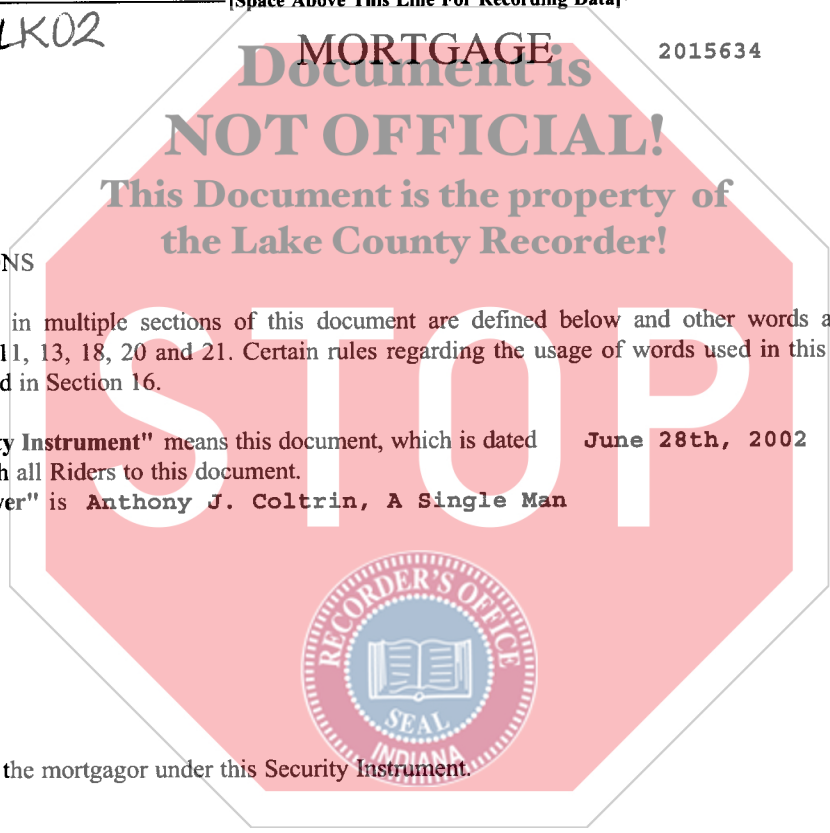 [Space Above This Line For Recording Data]
LK02
MORTGAGE 2015634
Document is
NOT OFFICIAL!
This Document is the property of
the Lake County Recorder!
NS
in multiple sections of this document are defined below and other words a
11, 13, 18, 20 and 21. Certain rules regarding the usage of words used in this
d in Section 16.
STOP
ty Instrument" means this document, which is dated June 28th, 2002
h all Riders to this document.
ver" is Anthony J. Coltrin, A Single Man
RECORDER'S OFFICE
SEAL
INDIANA
the mortgagor under this Security Instrument.